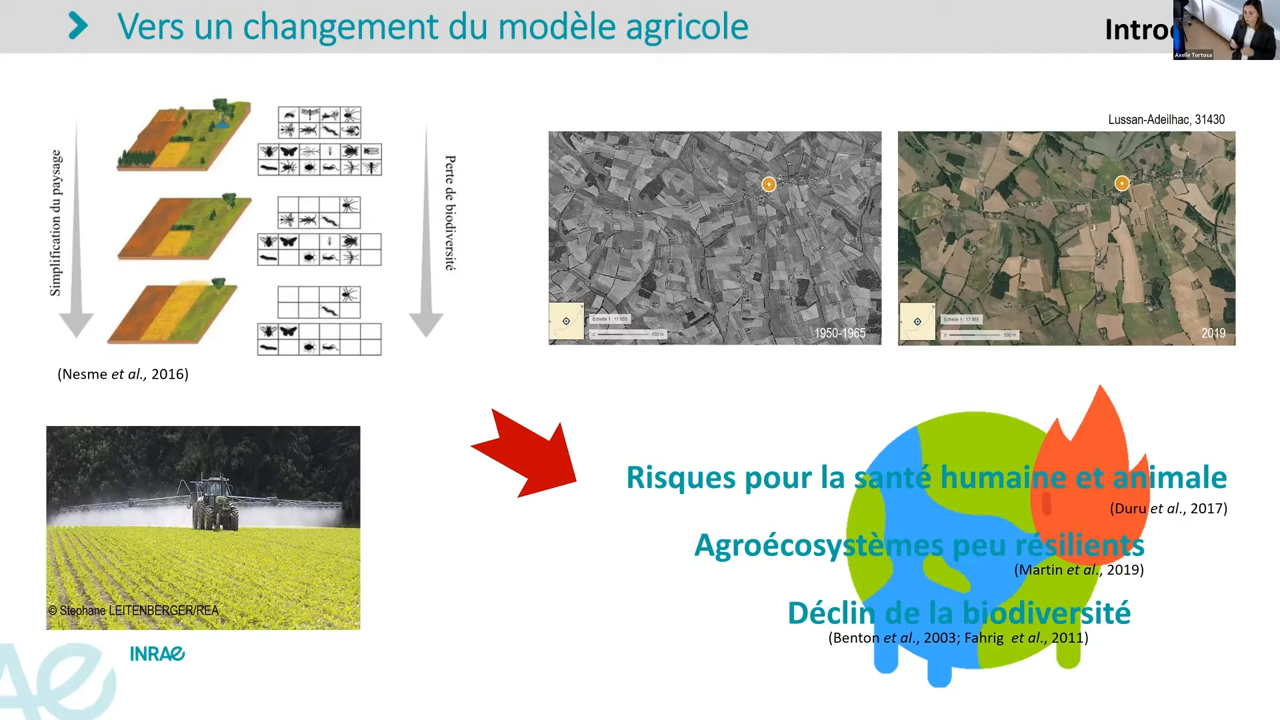 Vers un changement du modèle agricole
Intro
Axelle Tortosa
Simplification du paysage
Perte de biodiversité
(Nesme et al., 2016)
Lussan-Adeilhac, 31430
1950-1965
2019
© Stephane LEITENBERGER/REA
Risques pour la santé humaine et animale
(Duru et al., 2017)
Agroécosystèmes peu résilients
(Martin et al., 2019)
Déclin de la biodiversité
(Benton et al., 2003; Fahrig et al., 2011)
INRAE